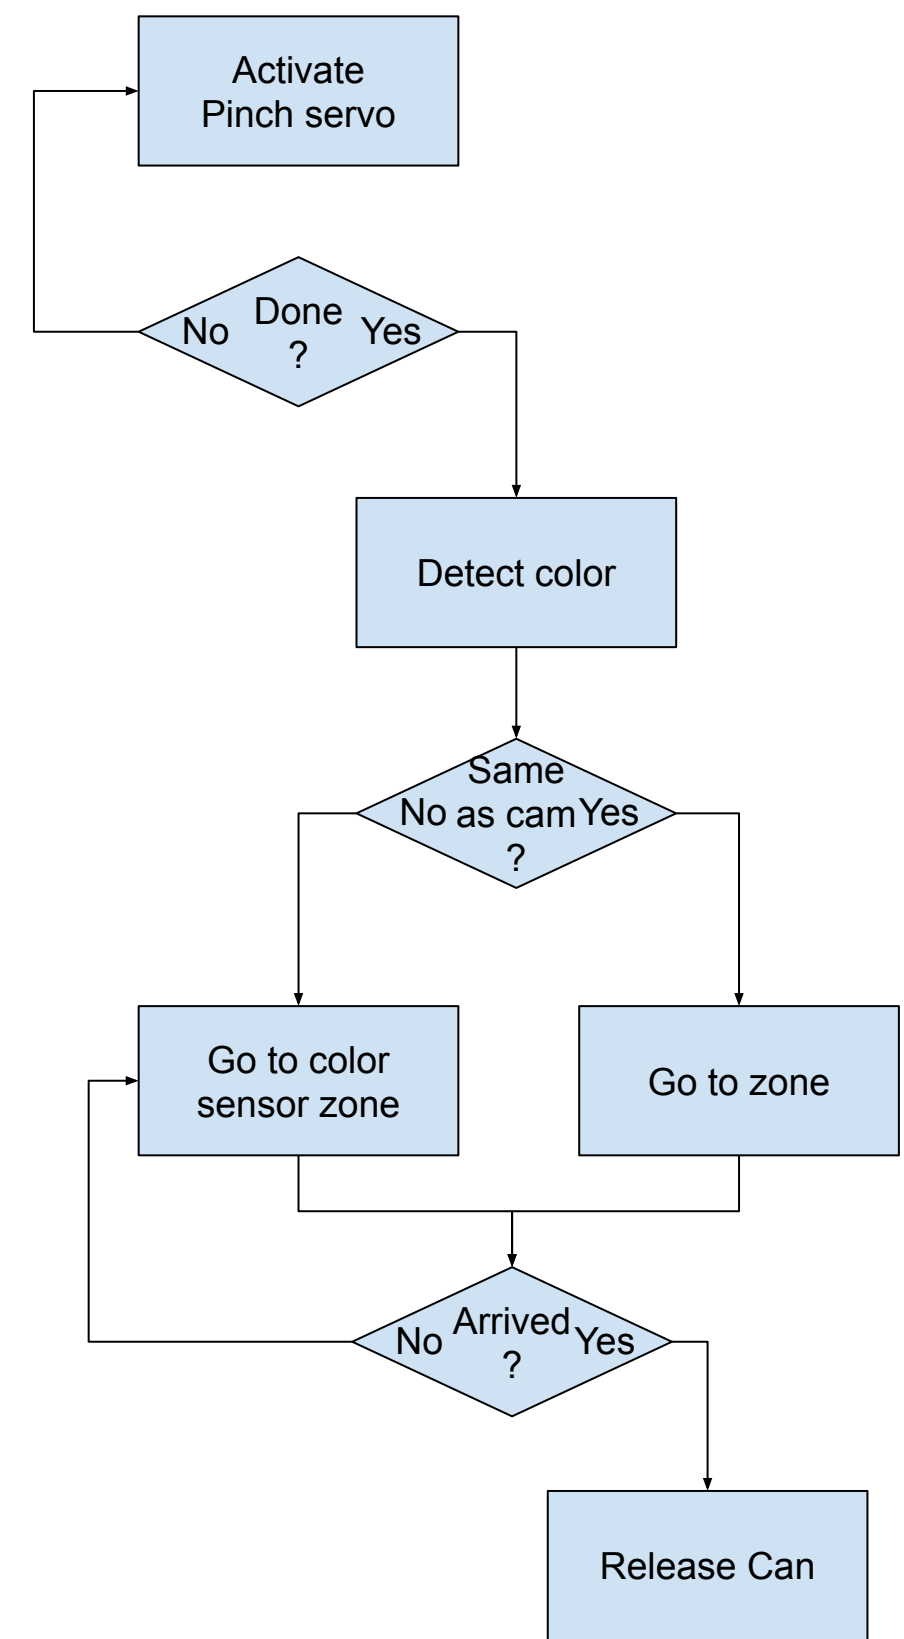 Activate
Pinch servo
No
Done
?
Yes
Detect color
Same
No as cam Yes
?
Go to color
sensor zone
Go to zone
No
Arrived
?
Yes
Release Can